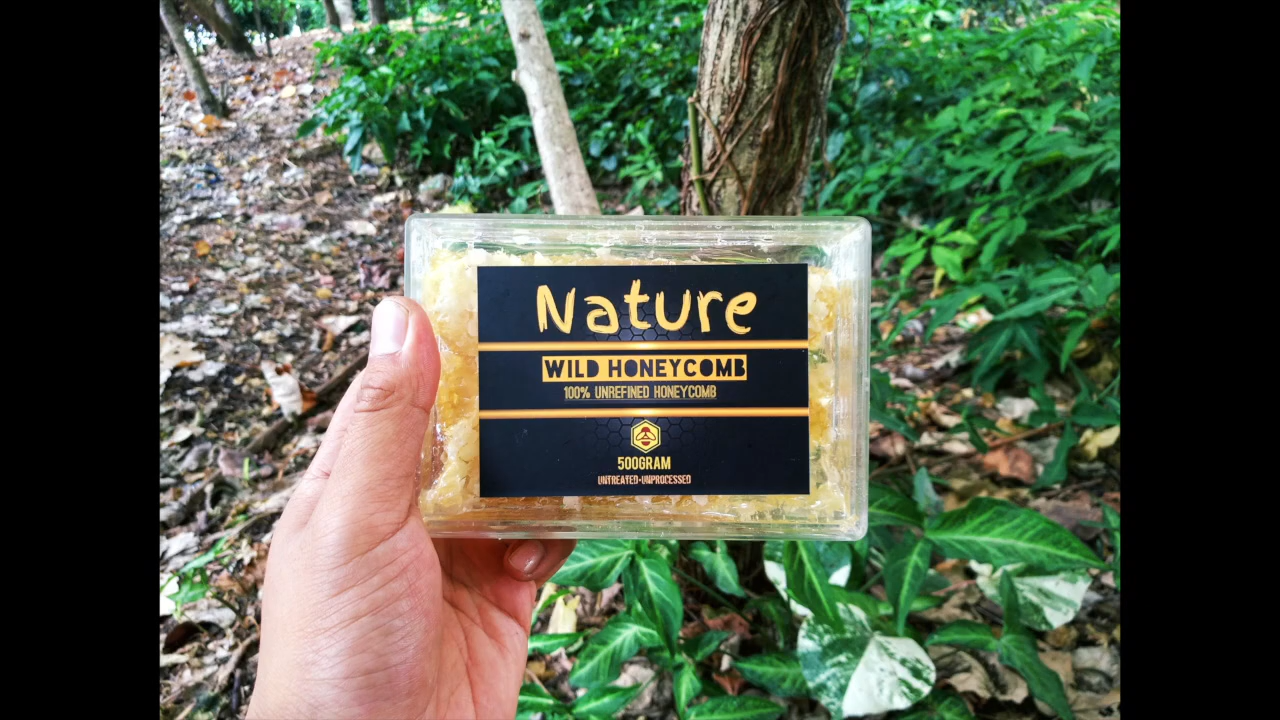 Nature
WILD HONEYCOMB
100% UNREFINED HONEYCOMB
500GRAM
UNTREATED-UNPROCESSED